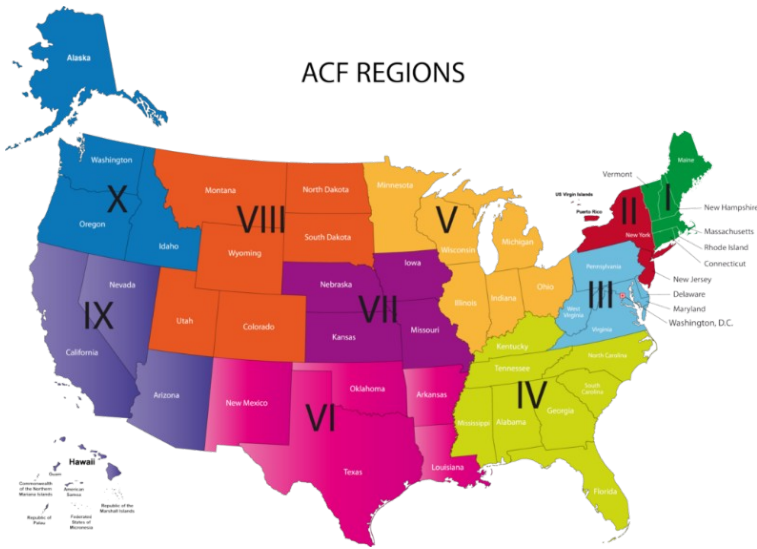 Alaska
ACF REGIONS
Washington
X
Oregon
Idaho
Montana
VIII
North Dakota
South Dakota
Wyoming
Utah
Colorado
Minnesota
V
Wisconsin
Michigan
Illinois
Indiana
Ohio
Iowa
Nebraska
VII
Kansas
Missouri
Nevada
IX
California
Arizona
New Mexico
Oklahoma
VI
Texas
Arkansas
Louisiana
Kentucky
Tennessee
North Carolina
South
Carolina
IV
Mississippi
Alabama
Georgia
Florida
US Virgin Islands
Puerto Rico
II
New York
Vermont
I
Maine
New Hampshire
Massachusetts
Rhode Island
Connecticut
New Jersey
Pennsylvania
III
West
Virginia
Virginia
Delaware
Maryland
Washington, D.C.
Hawaii
Guam
Commonwealth
of the Northern
Mariana Islands
American
Samoa
Republic of the
Marshall Islands
Republic of
Palau
Federated
States of
Micronesia